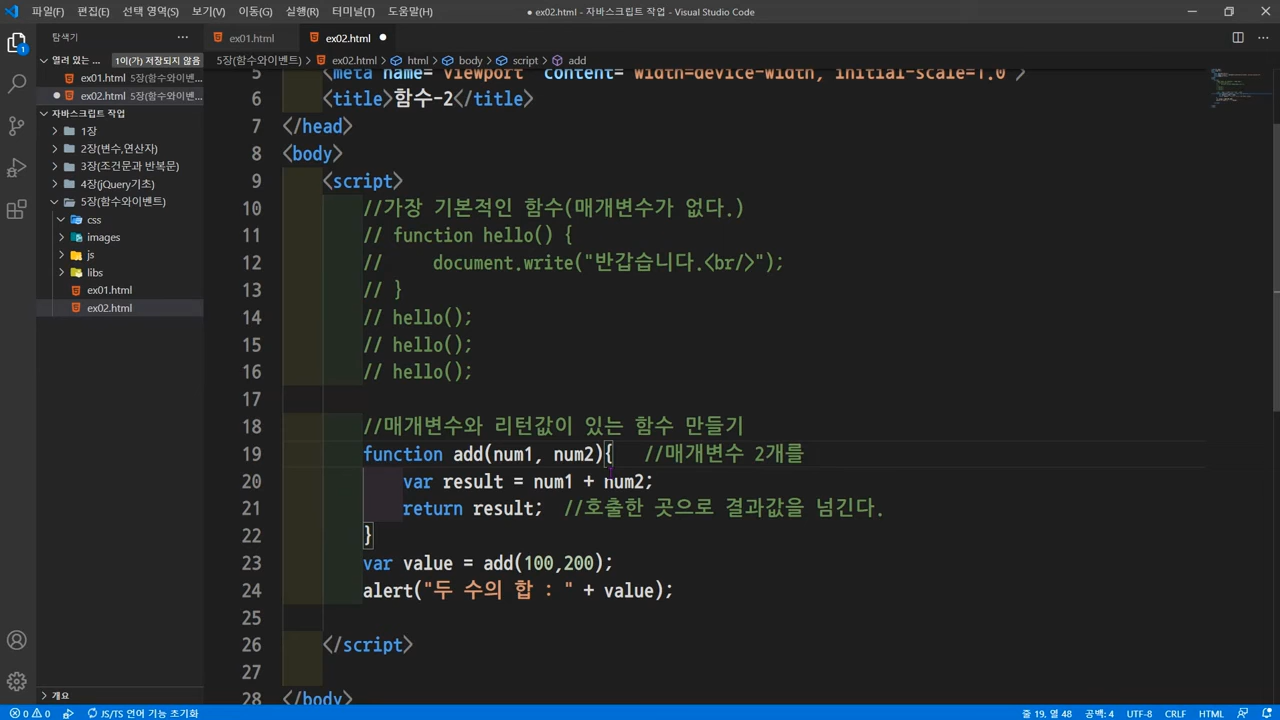 파일(F) 편집(E) 선택 영역(S) 보기(V) 이동(G) 실행(R) 터미널(T) 도움말(H)
● ex02.html - 자바스크립트 작업 - Visual Studio Code
탐색기
ex01.html
ex02.html ●
열려 있는 ... 1이(가) 저장되지 않음
ex01.html 5장(함수와이벤트...
● ex02.html 5장(함수와이벤트...
자바스크립트 작업
1장
2장(변수,연산자)
3장(조건문과 반복문)
4장(jQuery기초)
5장(함수와이벤트)
css
images
js
libs
ex01.html
ex02.html
개요
5장(함수와이벤트) > ex02.html > html > body > script > add
5 <meta name="viewport" content="width=device-width, initial-scale=1.0">
6 <title>함수-2</title>
7 </head>
8 <body>
9 <script>
10 //가장 기본적인 함수(매개변수가 없다.)
11 // function hello() {
12 //     document.write("반갑습니다.<br/>");
13 // }
14 // hello();
15 // hello();
16 // hello();
17
18 //매개변수와 리턴값이 있는 함수 만들기
19 function add(num1, num2){   //매개변수 2개를
20 var result = num1 + num2;
21 return result;  //호출한 곳으로 결과값을 넘긴다.
22 }
23 var value = add(100,200);
24 alert("두 수의 합 : " + value);
25
26 </script>
27
28 </body>
0 0 JS/TS 언어 기능 초기화
줄 19, 열 48 공백: 4 UTF-8 CRLF HTML